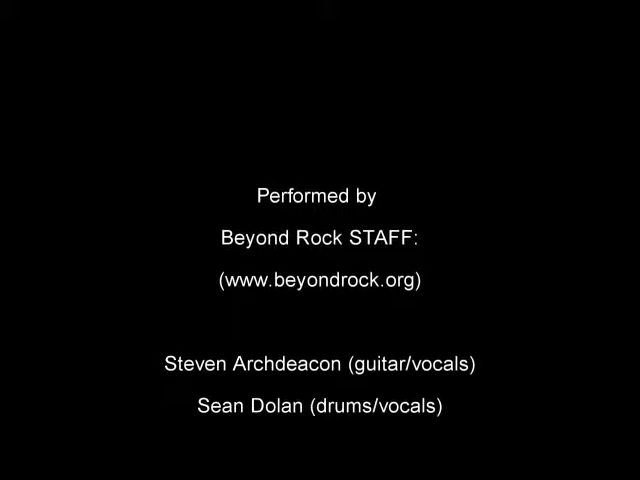 Performed by
Beyond Rock STAFF:
(www.beyondrock.org)
Steven Archdeacon (guitar/vocals)
Sean Dolan (drums/vocals)